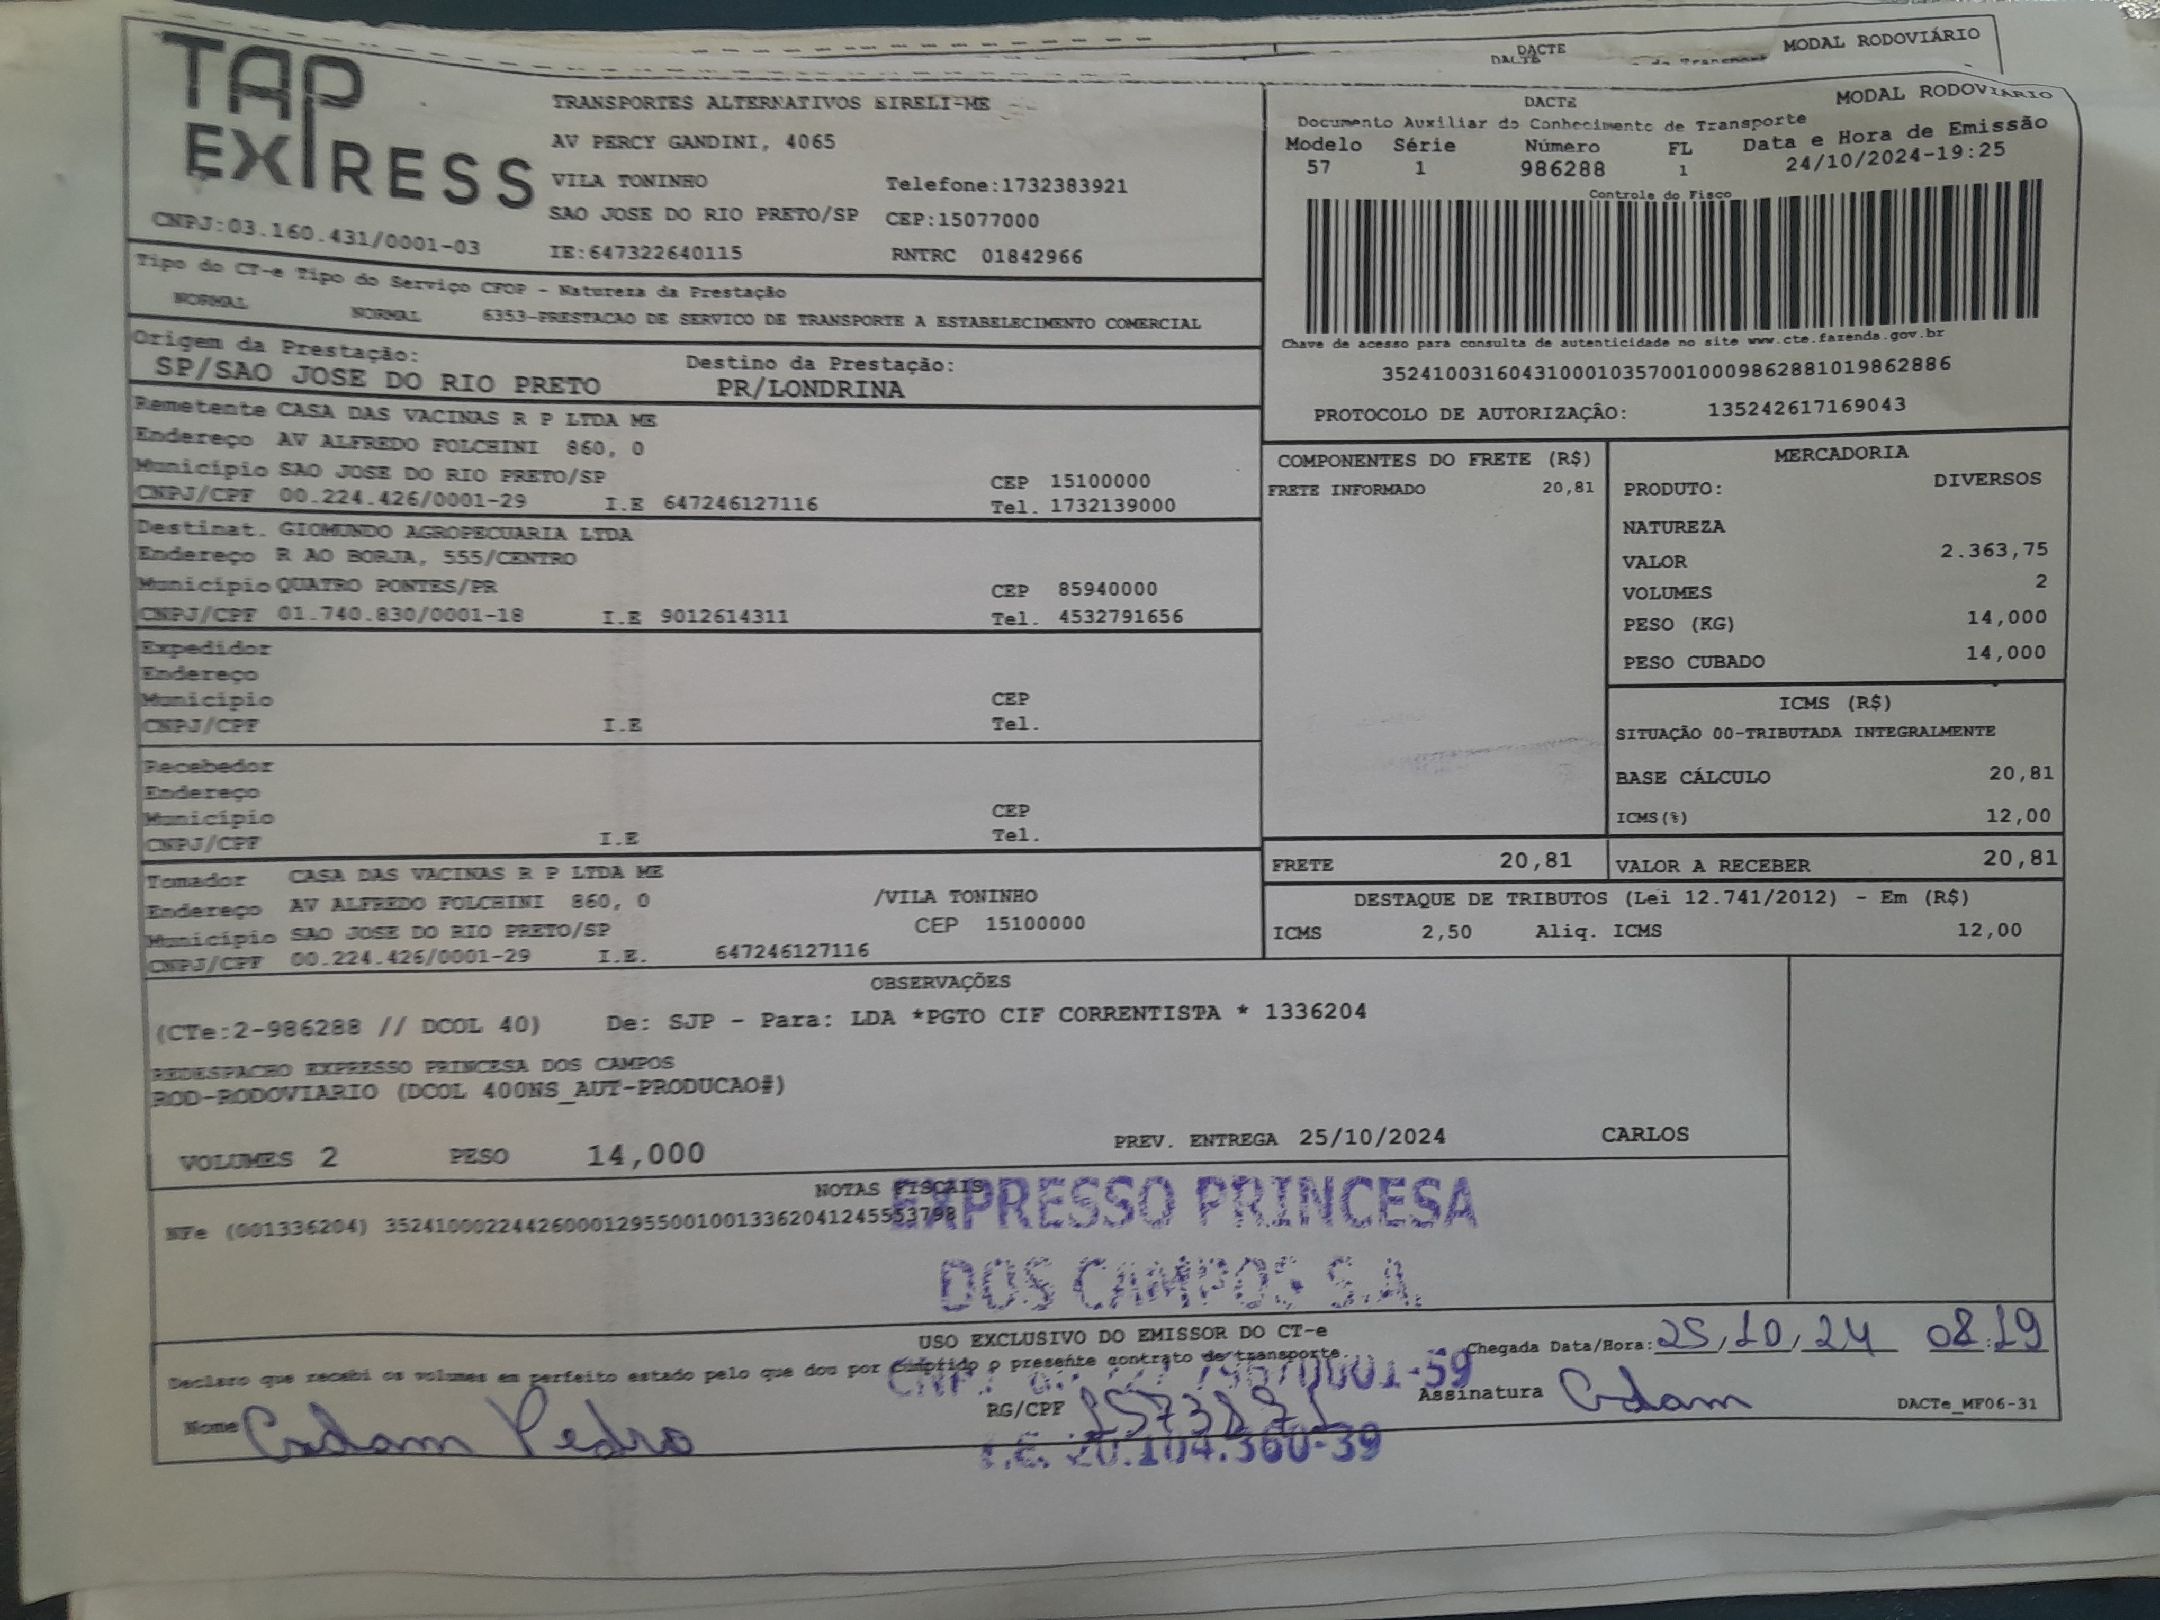 DACTE
MODAL RODOVIÁRIO
TAP
EXPRESS
CNPJ:03.160.431/0001-03
TRANSPORTES ALTERNATIVOS EIRELI-ME
AV PERCY GANDINI, 4065
VILA TONINHO
Telefone:1732383921
SAO JOSE DO RIO PRETO/SP CEP:15077000
IE:647322640115 RNTRC 01842966
DACTE
MODAL RODOVIÁRIO
Documento Auxiliar do Conhecimento de Transporte
Modelo Série Número FL Data e Hora de Emissão
57 1 986288 1 24/10/2024-19:25
Controle do Fisco
Chave de acesso para consulta de autenticidade no site www.cte.fazenda.gov.br
35241003160431000103570010009862881019862886
PROTOCOLO DE AUTORIZAÇÃO: 135242617169043
Tipo do CT-e Tipo do Serviço CFOP - Natureza da Prestação
NORMAL NORMAL 6353-PRESTACAO DE SERVICO DE TRANSPORTE A ESTABELECIMENTO COMERCIAL
Origem da Prestação: Destino da Prestação:
SP/SAO JOSE DO RIO PRETO PR/LONDRINA
Remetente CASA DAS VACINAS R P LTDA ME
Endereço AV ALFREDO FOLCHINI 860, 0
Município SAO JOSE DO RIO PRETO/SP CEP 15100000
CNPJ/CPF 00.224.426/0001-29 I.E 647246127116 Tel. 1732139000
Destinat. GIOMUNDO AGROPECUARIA LTDA
Endereço R AO BORJA, 555/CENTRO
Município QUATRO PONTES/PR CEP 85940000
CNPJ/CPF 01.740.830/0001-18 I.E 9012614311 Tel. 4532791656
Expedidor
Endereço
Município CEP
CNPJ/CPF I.E Tel.
Recebedor
Endereço
Município CEP
CNPJ/CPF I.E Tel.
Tomador CASA DAS VACINAS R P LTDA ME
Endereço AV ALFREDO FOLCHINI 860, 0 /VILA TONINHO
Município SAO JOSE DO RIO PRETO/SP CEP 15100000
CNPJ/CPF 00.224.426/0001-29 I.E. 647246127116
COMPONENTES DO FRETE (R$)
FRETE INFORMADO 20,81
MERCADORIA
PRODUTO: DIVERSOS
NATUREZA
VALOR 2.363,75
VOLUMES 2
PESO (KG) 14,000
PESO CUBADO 14,000
ICMS (R$)
SITUAÇÃO 00-TRIBUTADA INTEGRALMENTE
BASE CÁLCULO 20,81
ICMS(%) 12,00
FRETE 20,81 VALOR A RECEBER 20,81
DESTAQUE DE TRIBUTOS (Lei 12.741/2012) - Em (R$)
ICMS 2,50 Aliq. ICMS 12,00
OBSERVAÇÕES
(CTe:2-986288 // DCOL 40) De: SJP - Para: LDA *PGTO CIF CORRENTISTA * 1336204
REDESPACHO EXPRESSO PRINCESA DOS CAMPOS
ROD-RODOVIARIO (DCOL 400NS_AUT-PRODUCAO#)
VOLUMES 2 PESO 14,000 PREV. ENTREGA 25/10/2024 CARLOS
NOTAS FISCAIS
NFe (001336204) 35241000224426000129550010013362041245553798
EXPRESSO PRINCESA
DOS CAMPOS S.A.
USO EXCLUSIVO DO EMISSOR DO CT-e
Declaro que recebi os volumes em perfeito estado pelo que dou por cumprido o presente contrato de transporte.
Chegada Data/Hora: 25/10/24 08:19
Nome Adam Pedro RG/CPF Assinatura Adam
I.E. 20.104.360-39
DACTe_MF06-31